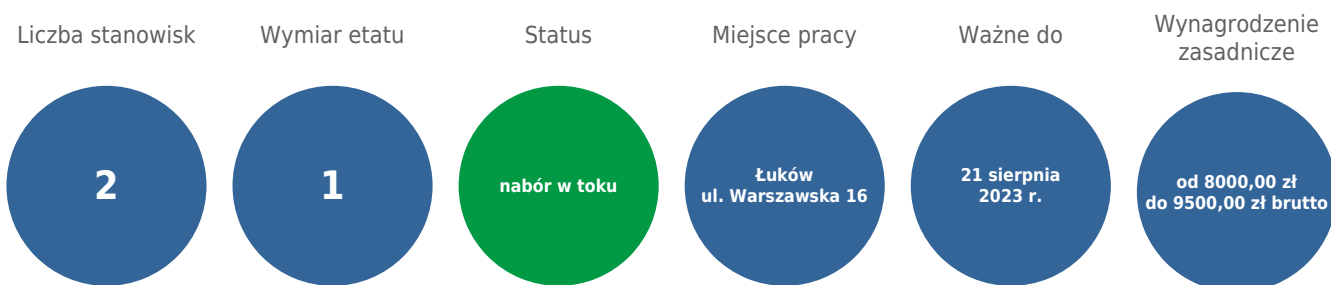 Liczba stanowisk
Wymiar etatu
Status
Miejsce pracy
Ważne do
Wynagrodzenie
zasadnicze
2
1
nabór w toku
Łuków
ul. Warszawska 16
21 sierpnia
2023 r.
od 8000,00 zł
do 9500,00 zł brutto